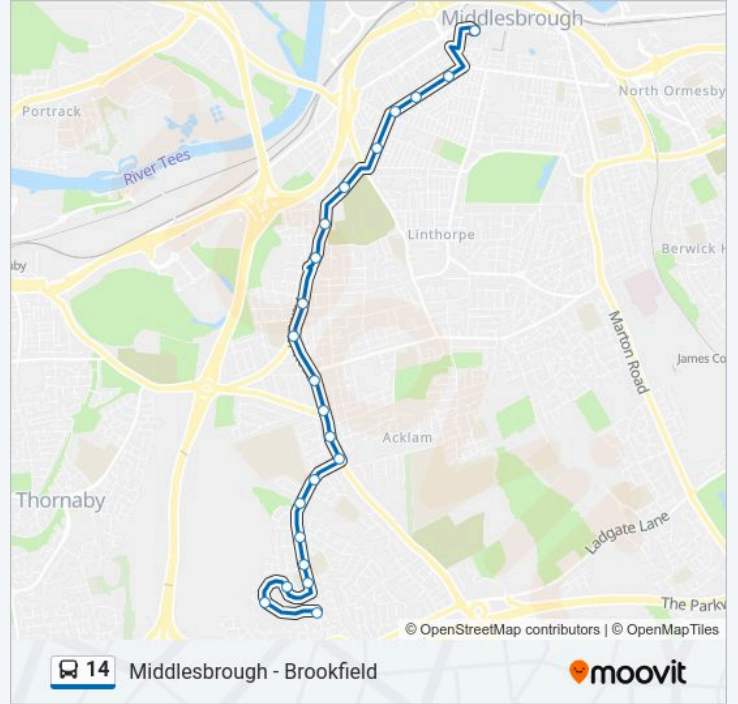 Middlesbrough
North Ormesby
Portrack
River Tees
Linthorpe
Berwick H
by
Marton Road
James Co
Acklam
Thornaby
Ladgate Lane
The Parkw
© OpenStreetMap contributors | © OpenMapTiles
14 Middlesbrough - Brookfield
moovit